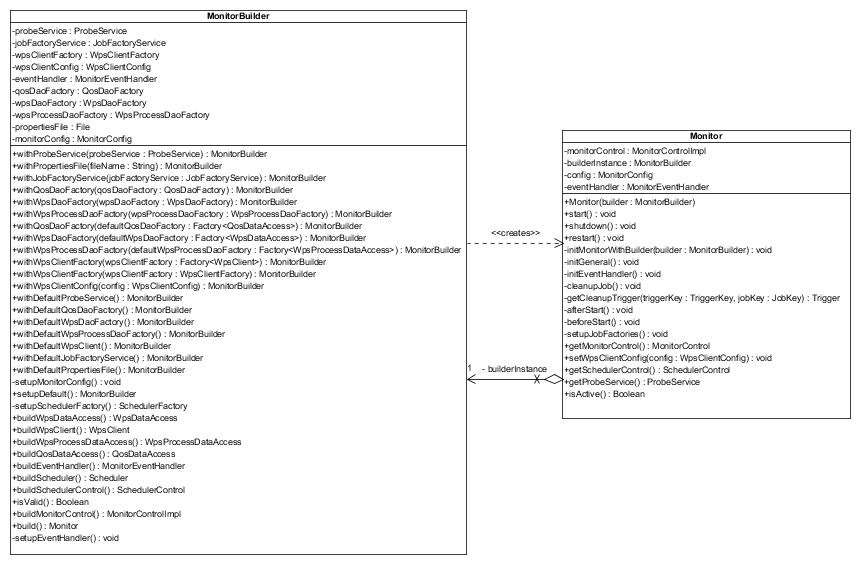 MonitorBuilder
-probeService : ProbeService
-jobFactoryService : JobFactoryService
-wpsClientFactory : WpsClientFactory
-wpsClientConfig : WpsClientConfig
-eventHandler : MonitorEventHandler
-qosDaoFactory : QosDaoFactory
-wpsDaoFactory : WpsDaoFactory
-wpsProcessDaoFactory : WpsProcessDaoFactory
-propertiesFile : File
-monitorConfig : MonitorConfig
+withProbeService(probeService : ProbeService) : MonitorBuilder
+withPropertiesFile(fileName : String) : MonitorBuilder
+withJobFactoryService(jobFactoryService : JobFactoryService) : MonitorBuilder
+withQosDaoFactory(qosDaoFactory : QosDaoFactory) : MonitorBuilder
+withWpsDaoFactory(wpsDaoFactory : WpsDaoFactory) : MonitorBuilder
+withWpsProcessDaoFactory(wpsProcessDaoFactory : WpsProcessDaoFactory) : MonitorBuilder
+withQosDaoFactory(defaultQosDaoFactory : Factory<QosDataAccess>) : MonitorBuilder
+withWpsDaoFactory(defaultWpsDaoFactory : Factory<WpsDataAccess>) : MonitorBuilder
+withWpsProcessDaoFactory(defaultWpsProcessDaoFactory : Factory<WpsProcessDataAccess>) : MonitorBuilder
+withWpsClientFactory(wpsClientFactory : Factory<WpsClient>) : MonitorBuilder
+withWpsClientFactory(wpsClientFactory : WpsClientFactory) : MonitorBuilder
+withWpsClientConfig(config : WpsClientConfig) : MonitorBuilder
+withDefaultProbeService() : MonitorBuilder
+withDefaultQosDaoFactory() : MonitorBuilder
+withDefaultWpsDaoFactory() : MonitorBuilder
+withDefaultWpsProcessDaoFactory() : MonitorBuilder
+withDefaultWpsClient() : MonitorBuilder
+withDefaultJobFactoryService() : MonitorBuilder
+withDefaultPropertiesFile() : MonitorBuilder
-setupMonitorConfig() : void
+setupDefault() : MonitorBuilder
-setupSchedulerFactory() : SchedulerFactory
+buildWpsDataAccess() : WpsDataAccess
+buildWpsClient() : WpsClient
+buildWpsProcessDataAccess() : WpsProcessDataAccess
+buildQosDataAccess() : QosDataAccess
+buildEventHandler() : MonitorEventHandler
+buildScheduler() : Scheduler
+buildSchedulerControl() : SchedulerControl
+isValid() : Boolean
+buildMonitorControl() : MonitorControlImpl
+build() : Monitor
-setupEventHandler() : void
<<creates>>
1 - builderInstance
Monitor
-monitorControl : MonitorControlImpl
-builderInstance : MonitorBuilder
-config : MonitorConfig
-eventHandler : MonitorEventHandler
+Monitor(builder : MonitorBuilder)
+start() : void
+shutdown() : void
+restart() : void
-initMonitorWithBuilder(builder : MonitorBuilder) : void
-initGeneral() : void
-initEventHandler() : void
-cleanupJob() : void
-getCleanupTrigger(triggerKey : TriggerKey, jobKey : JobKey) : Trigger
-afterStart() : void
-beforeStart() : void
-setupJobFactories() : void
+getMonitorControl() : MonitorControl
+setWpsClientConfig(config : WpsClientConfig) : void
+getSchedulerControl() : SchedulerControl
+getProbeService() : ProbeService
+isActive() : Boolean